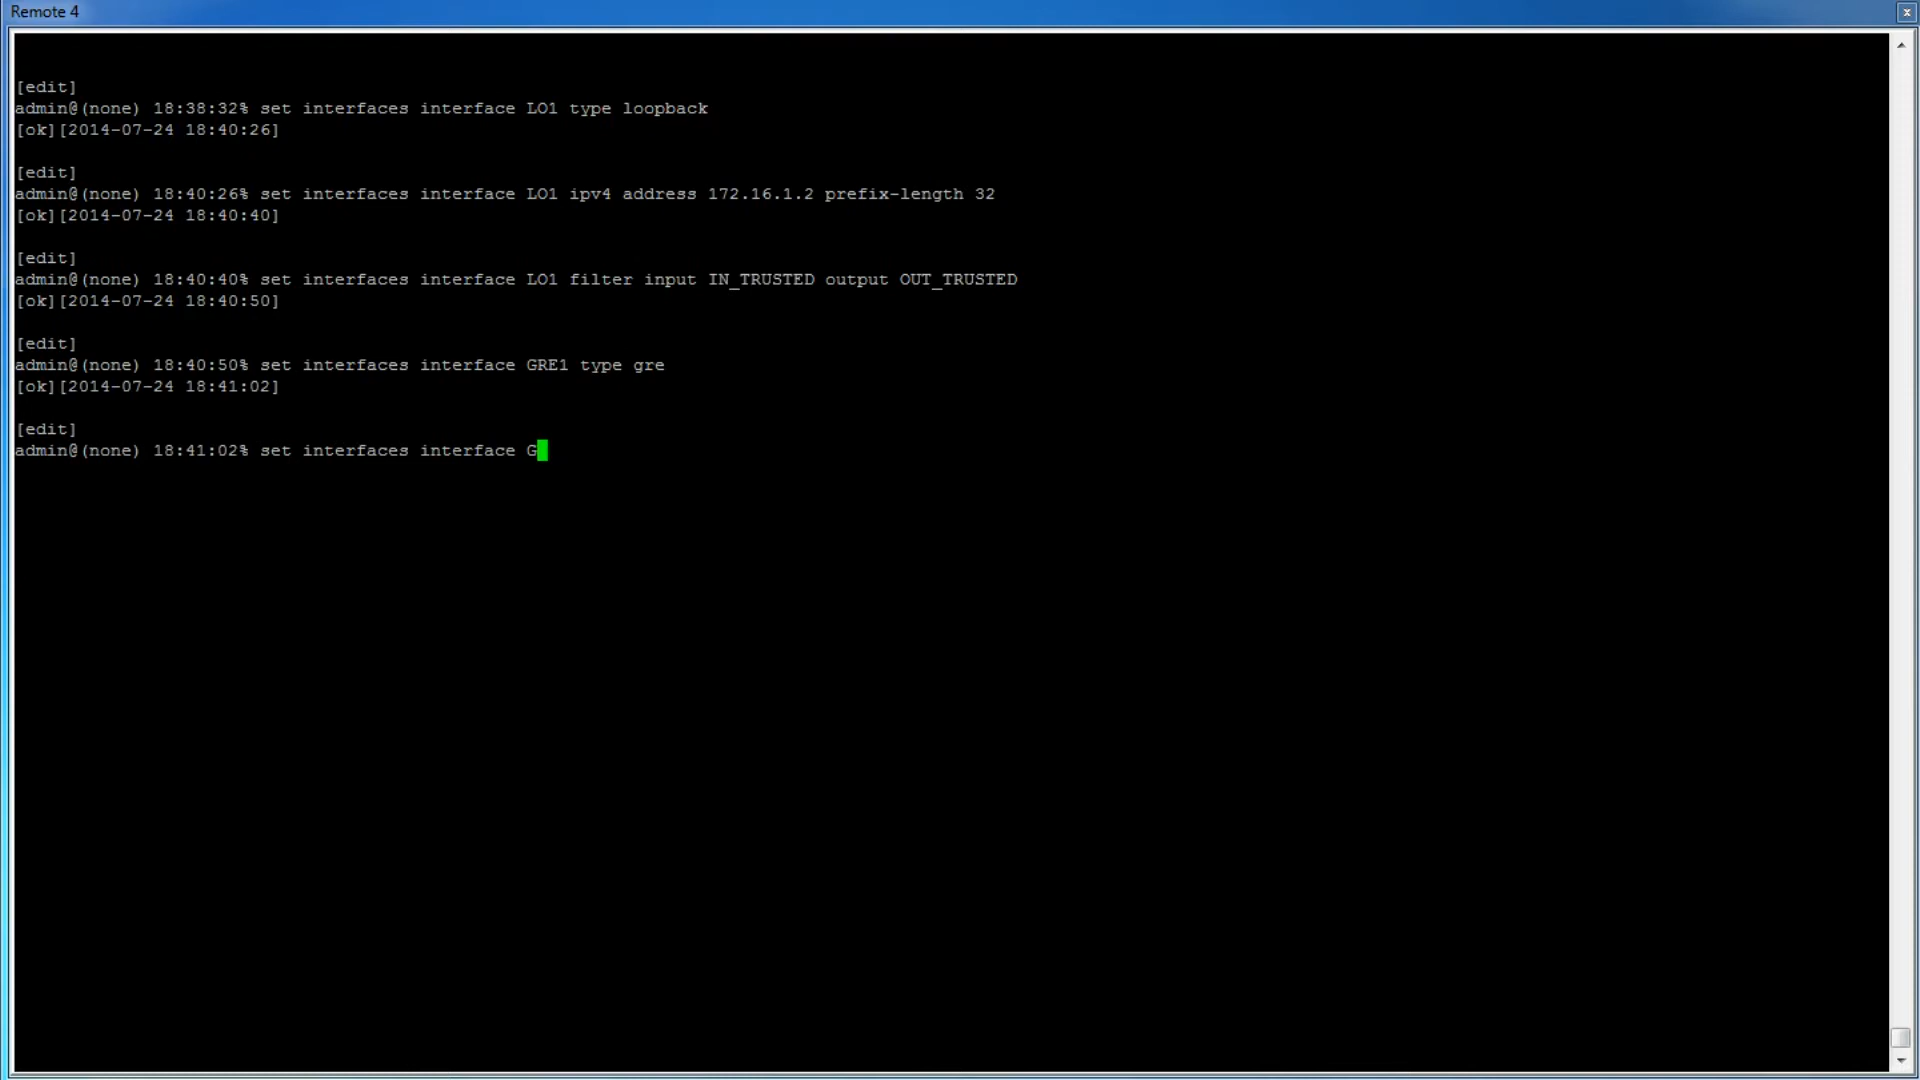 Remote 4
[edit]
admin@(none) 18:38:32% set interfaces interface LO1 type loopback
[ok][2014-07-24 18:40:26]
[edit]
admin@(none) 18:40:26% set interfaces interface LO1 ipv4 address 172.16.1.2 prefix-length 32
[ok][2014-07-24 18:40:40]
[edit]
admin@(none) 18:40:40% set interfaces interface LO1 filter input IN_TRUSTED output OUT_TRUSTED
[ok][2014-07-24 18:40:50]
[edit]
admin@(none) 18:40:50% set interfaces interface GRE1 type gre
[ok][2014-07-24 18:41:02]
[edit]
admin@(none) 18:41:02% set interfaces interface G